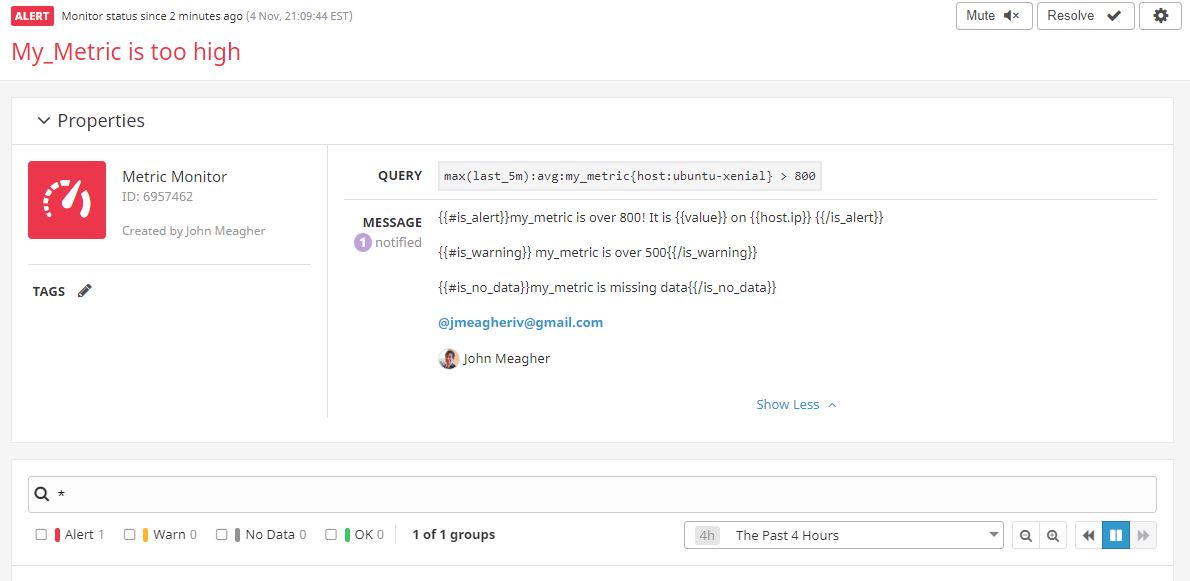 ALERT Monitor status since 2 minutes ago (4 Nov, 21:09:44 EST) Mute Resolve
My_Metric is too high
Properties
Metric Monitor
ID: 6957462
Created by John Meagher
TAGS
QUERY max(last_5m):avg:my_metric{host:ubuntu-xenial} > 800
MESSAGE {{#is_alert}}my_metric is over 800! It is {{value}} on {{host.ip}} {{/is_alert}}
1 notified
{{#is_warning}} my_metric is over 500{{/is_warning}}
{{#is_no_data}}my_metric is missing data{{/is_no_data}}
@jmeagheriv@gmail.com
John Meagher
Show Less
*
Alert 1 Warn 0 No Data 0 OK 0 1 of 1 groups 4h The Past 4 Hours